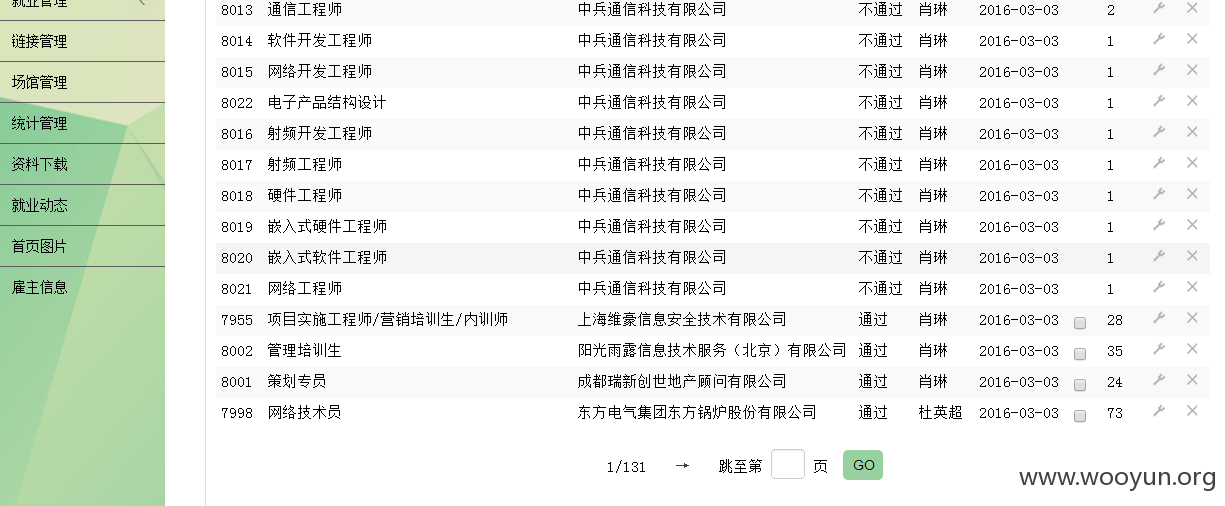 就业管理
链接管理
场馆管理
统计管理
资料下载
就业动态
首页图片
雇主信息
8013 通信工程师 中兵通信科技有限公司 不通过 肖琳 2016-03-03 2
8014 软件开发工程师 中兵通信科技有限公司 不通过 肖琳 2016-03-03 1
8015 网络开发工程师 中兵通信科技有限公司 不通过 肖琳 2016-03-03 1
8022 电子产品结构设计 中兵通信科技有限公司 不通过 肖琳 2016-03-03 1
8016 射频开发工程师 中兵通信科技有限公司 不通过 肖琳 2016-03-03 1
8017 射频工程师 中兵通信科技有限公司 不通过 肖琳 2016-03-03 1
8018 硬件工程师 中兵通信科技有限公司 不通过 肖琳 2016-03-03 1
8019 嵌入式硬件工程师 中兵通信科技有限公司 不通过 肖琳 2016-03-03 1
8020 嵌入式软件工程师 中兵通信科技有限公司 不通过 肖琳 2016-03-03 1
8021 网络工程师 中兵通信科技有限公司 不通过 肖琳 2016-03-03 1
7955 项目实施工程师/营销培训生/内训师 上海维豪信息安全技术有限公司 通过 肖琳 2016-03-03 28
8002 管理培训生 阳光雨露信息技术服务（北京）有限公司 通过 肖琳 2016-03-03 35
8001 策划专员 成都瑞新创世地产顾问有限公司 通过 肖琳 2016-03-03 24
7998 网络技术员 东方电气集团东方锅炉股份有限公司 通过 杜英超 2016-03-03 73
1/131 → 跳至第 页 GO
www.wooyun.org